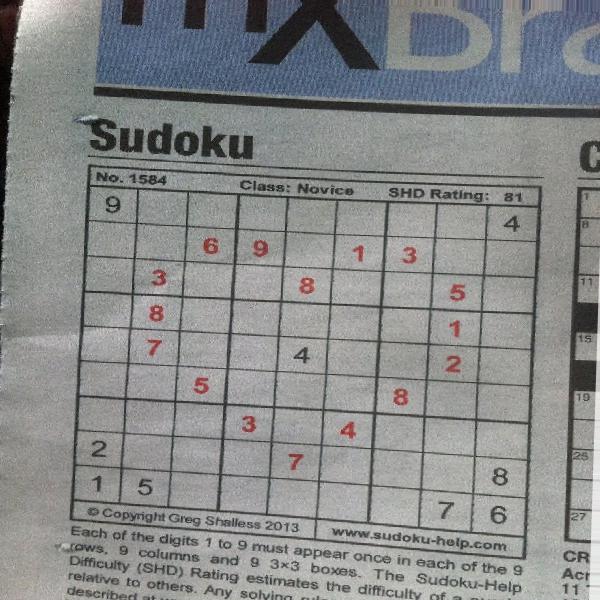 mx Bra
Sudoku
No. 1584 Class: Novice SHD Rating: 81
9 4
6 9 1 3
3 8 5
8 1
7 4 2
5 8
3 4
2 7 8
1 5 7 6
© Copyright Greg Shalless 2013 www.sudoku-help.com
Each of the digits 1 to 9 must appear once in each of the 9
rows, 9 columns and 9 3×3 boxes. The Sudoku-Help
Difficulty (SHD) Rating estimates the difficulty of a
relative to others. Any solving
described at
C
1
8
11
15
19
25
27
CR
Acr
11